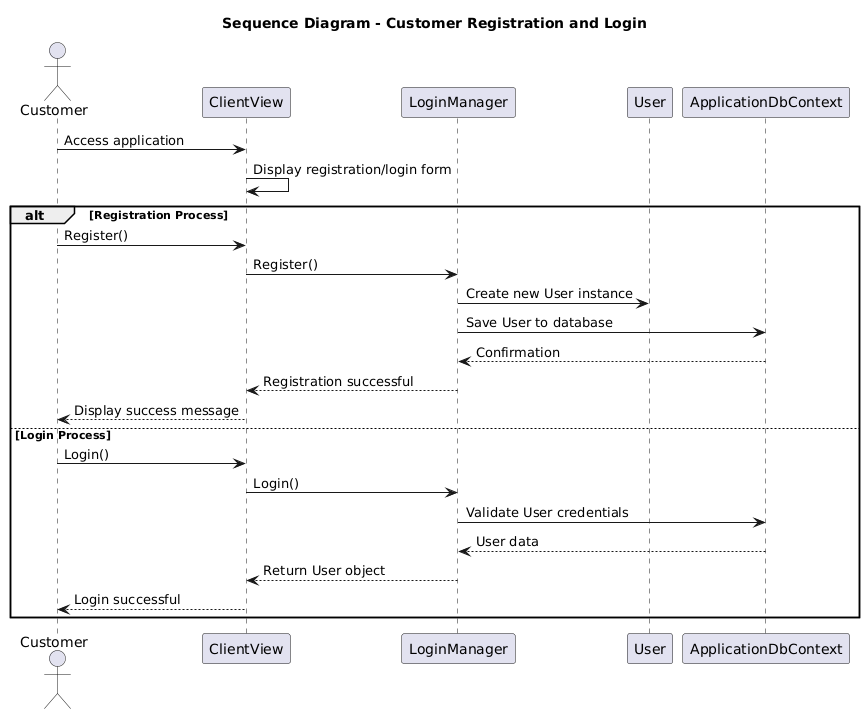 Sequence Diagram - Customer Registration and Login
Customer
ClientView
LoginManager
User
ApplicationDbContext
Access application
Display registration/login form
alt
[Registration Process]
Register()
Register()
Create new User instance
Save User to database
Confirmation
Registration successful
Display success message
[Login Process]
Login()
Login()
Validate User credentials
User data
Return User object
Login successful
Customer
ClientView
LoginManager
User
ApplicationDbContext